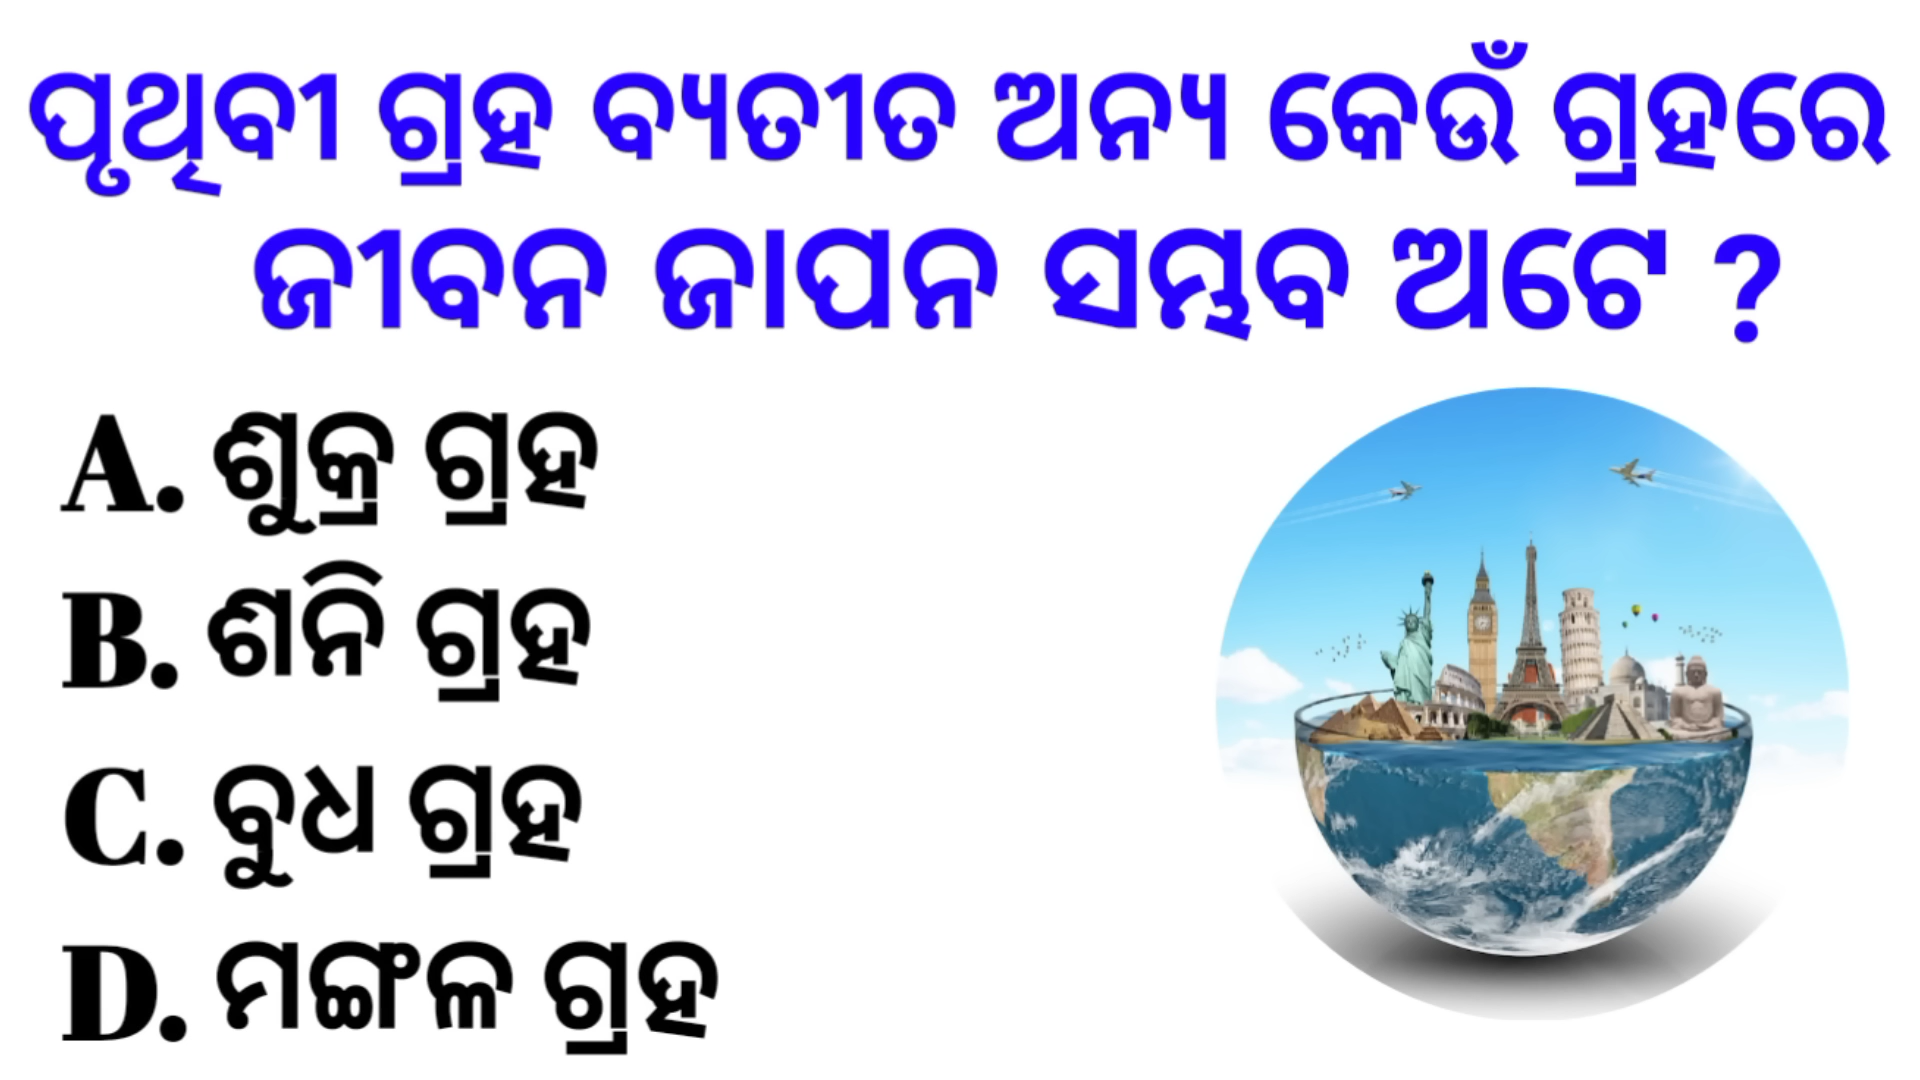 ପୃଥିବୀ ଗ୍ରହ ବ୍ୟତୀତ ଅନ୍ୟ କେଉଁ ଗ୍ରହରେ
ଜୀବନ ଜାପନ ସମ୍ଭବ ଅଟେ ?
A. ଶୁକ୍ର ଗ୍ରହ
B. ଶନି ଗ୍ରହ
C. ବୁଧ ଗ୍ରହ
D. ମଙ୍ଗଳ ଗ୍ରହ